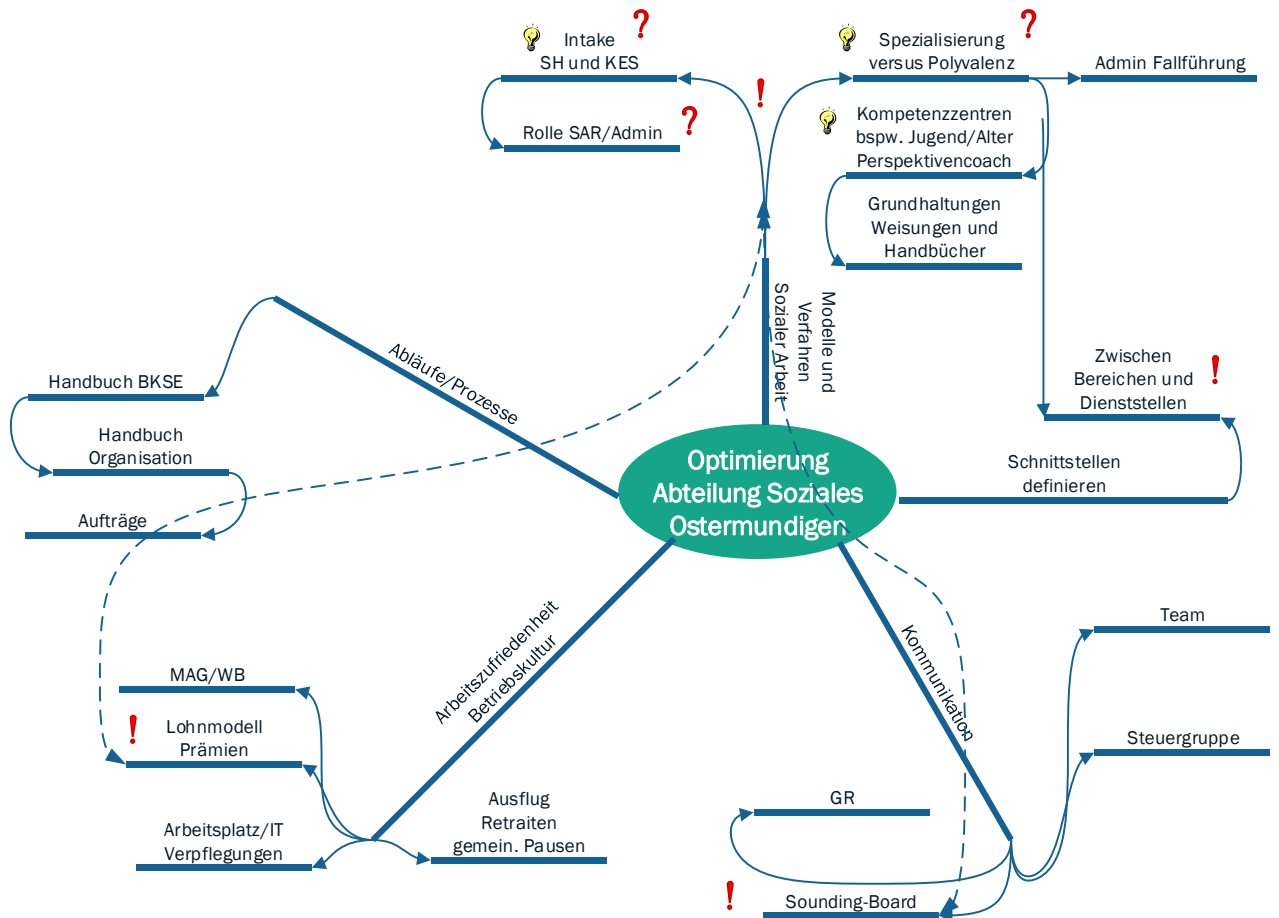 Intake
SH und KES
Rolle SAR/Admin
Spezialisierung
versus Polyvalenz
Admin Fallführung
Kompetenzzentren
bspw. Jugend/Alter
Perspektivencoach
Grundhaltungen
Weisungen und
Handbücher
Modelle und
Verfahren
Sozialer Arbeit
Zwischen
Bereichen und
Dienststellen
Schnittstellen
definieren
Abläufe/Prozesse
Handbuch BKSE
Handbuch
Organisation
Aufträge
Optimierung
Abteilung Soziales
Ostermundigen
Arbeitszufriedenheit
Betriebskultur
MAG/WB
Lohnmodell
Prämien
Arbeitsplatz/IT
Verpflegungen
Ausflug
Retraiten
gemein. Pausen
Kommunikation
Team
Steuergruppe
GR
Sounding-Board